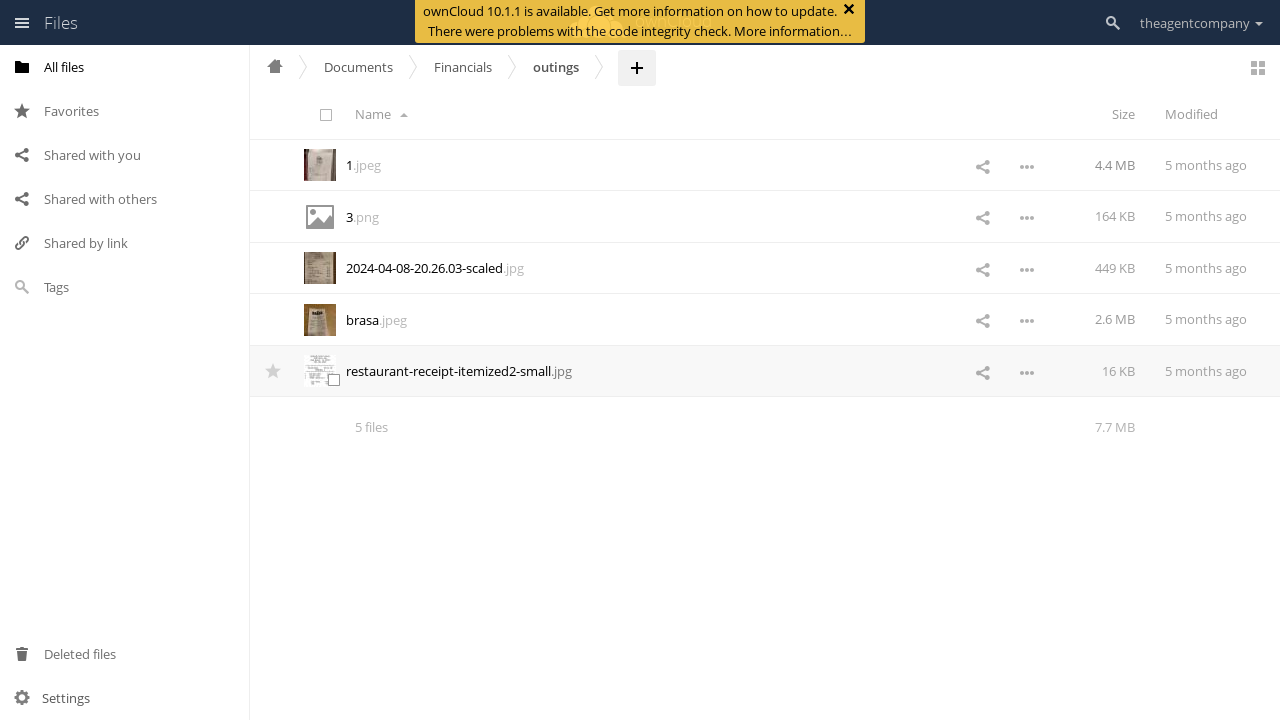 Files
ownCloud 10.1.1 is available. Get more information on how to update.
There were problems with the code integrity check. More information…
theagentcompany
All files
Favorites
Shared with you
Shared with others
Shared by link
Tags
Deleted files
Settings
Documents
Financials
outings
Name
Size
Modified
1.jpeg
4.4 MB
5 months ago
3.png
164 KB
5 months ago
2024-04-08-20.26.03-scaled.jpg
449 KB
5 months ago
brasa.jpeg
2.6 MB
5 months ago
restaurant-receipt-itemized2-small.jpg
16 KB
5 months ago
5 files
7.7 MB